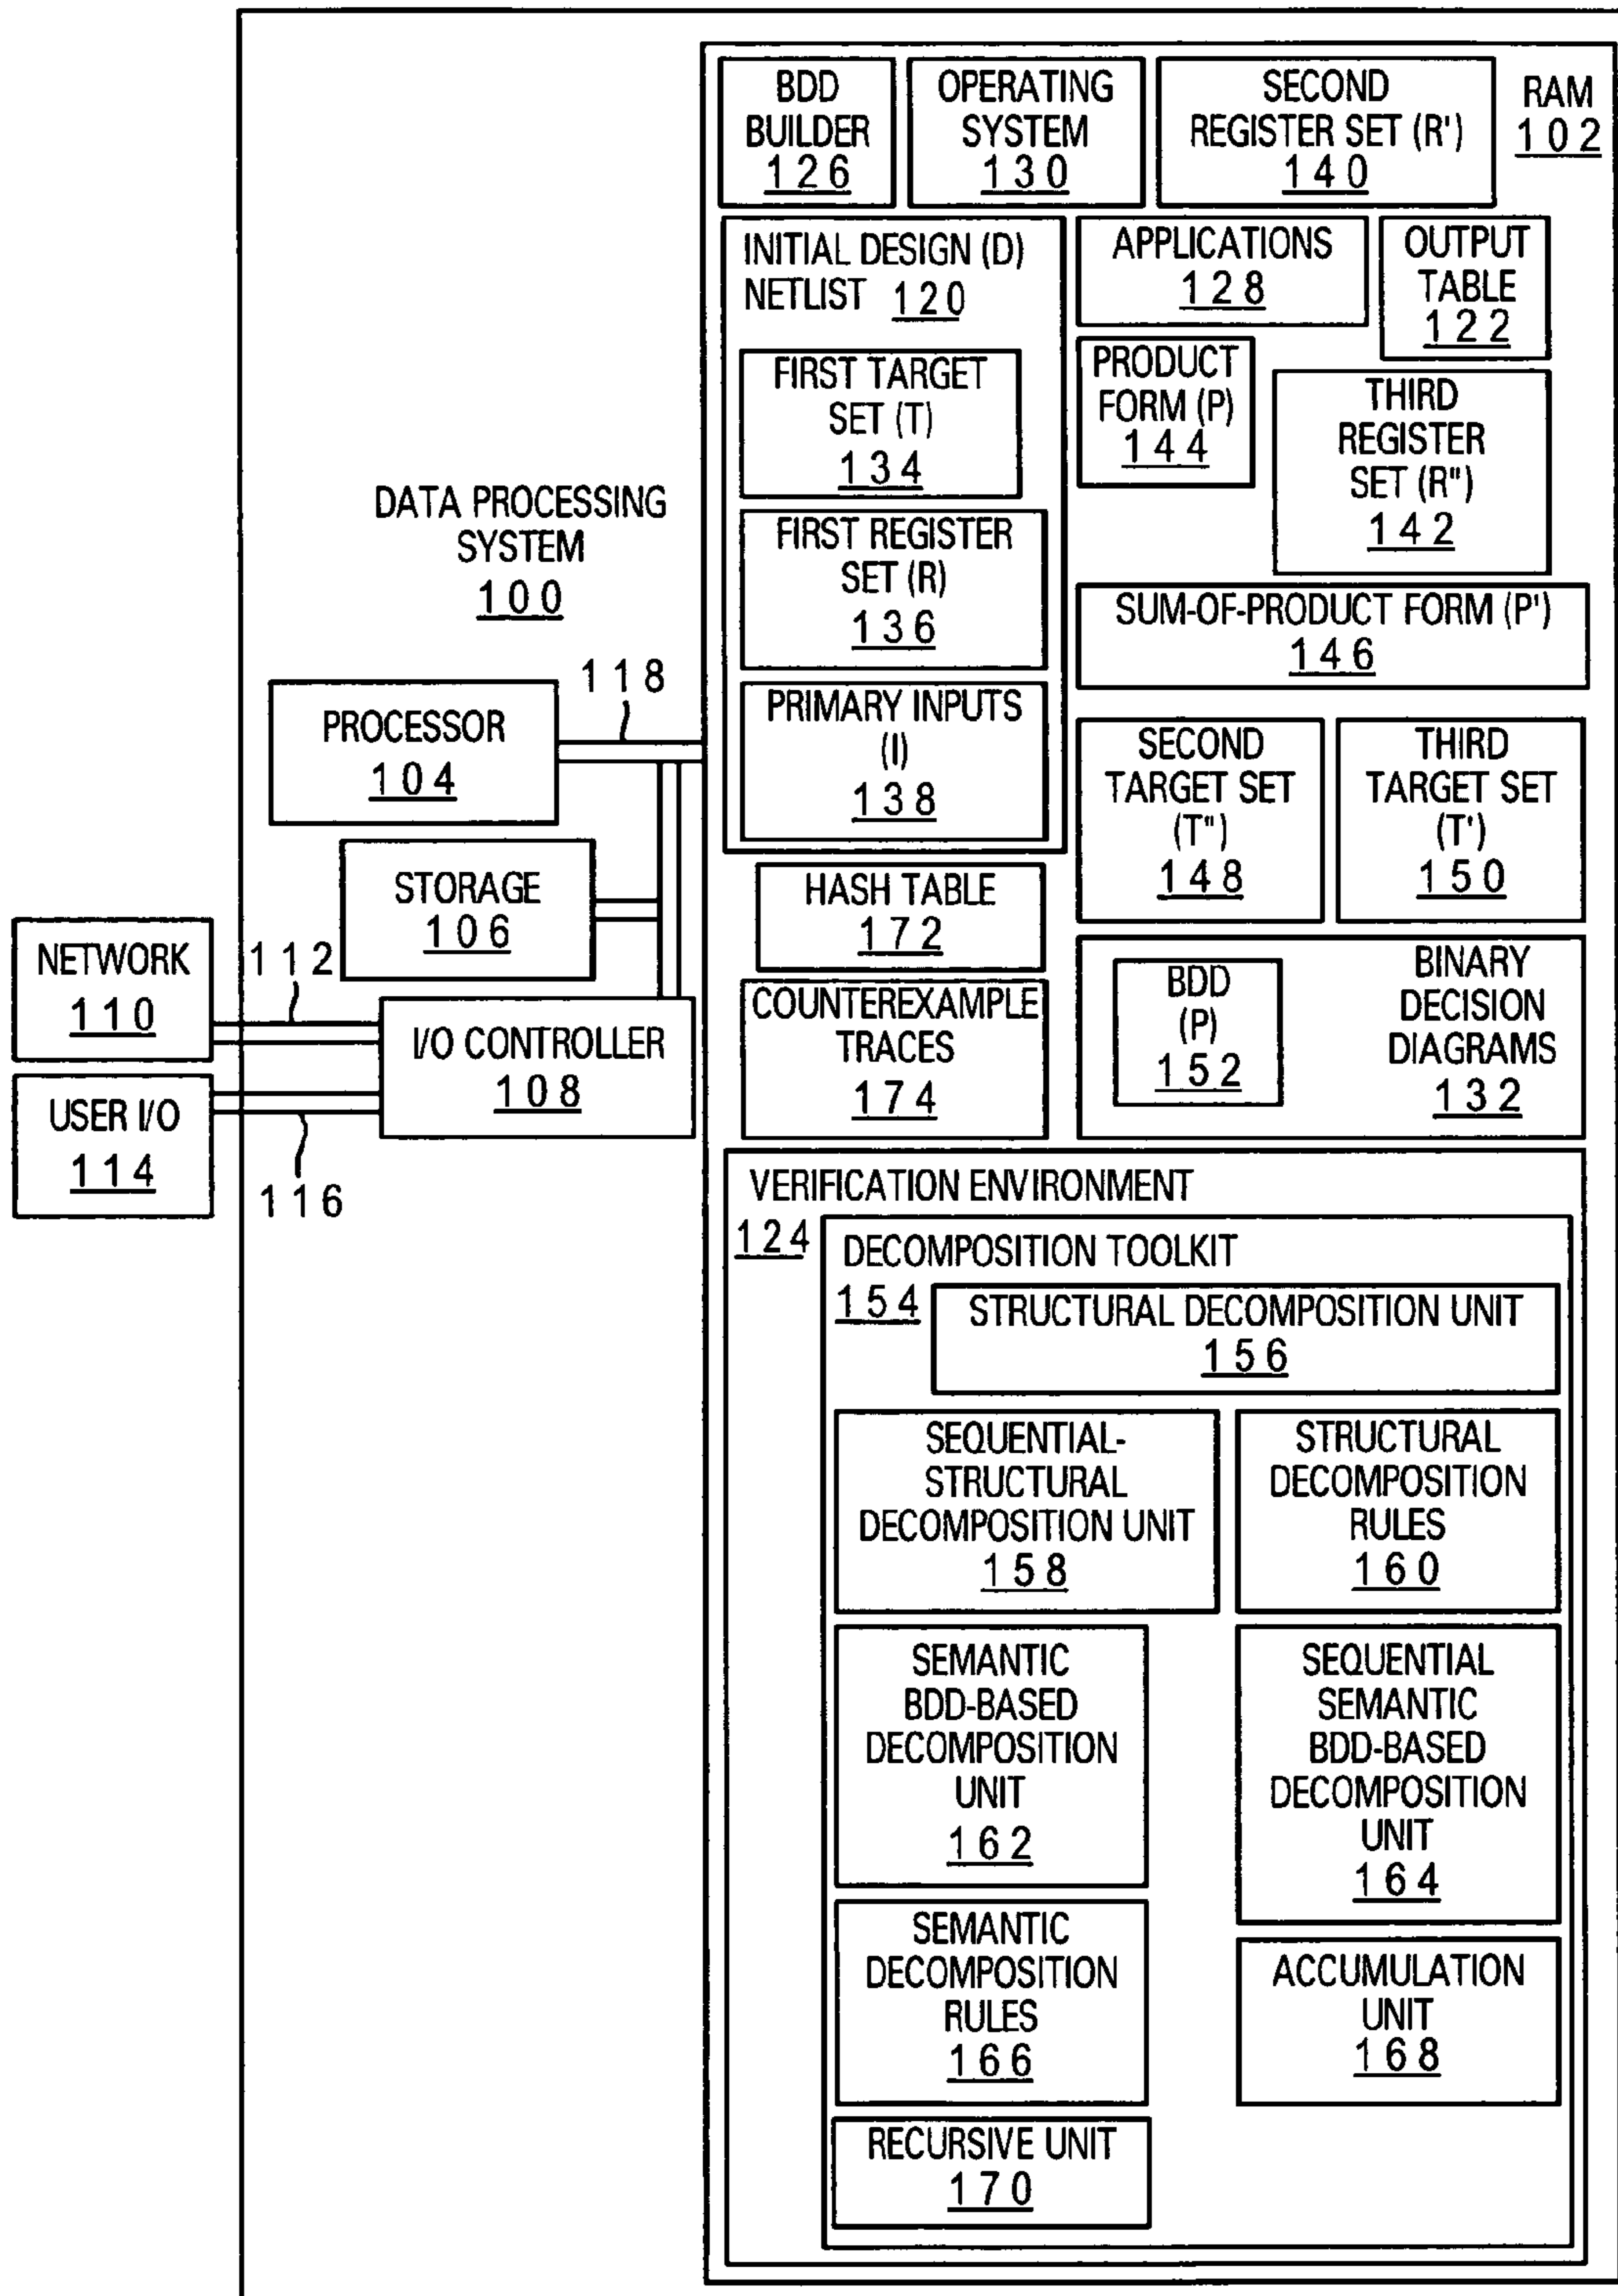 BDD
BUILDER
126
OPERATING
SYSTEM
130
SECOND
REGISTER SET (R')
140
RAM
102
INITIAL DESIGN (D)
NETLIST 120
APPLICATIONS
128
OUTPUT
TABLE
122
FIRST TARGET
SET (T)
134
PRODUCT
FORM (P)
144
THIRD
REGISTER
SET (R")
142
DATA PROCESSING
SYSTEM
100
FIRST REGISTER
SET (R)
136
SUM-OF-PRODUCT FORM (P')
146
118
PROCESSOR
104
PRIMARY INPUTS
(I)
138
SECOND
TARGET SET
(T")
148
THIRD
TARGET SET
(T')
150
STORAGE
106
HASH TABLE
172
NETWORK
110
112
I/O CONTROLLER
108
COUNTEREXAMPLE
TRACES
174
BDD
(P)
152
BINARY
DECISION
DIAGRAMS
132
USER I/O
114
116
VERIFICATION ENVIRONMENT
124
DECOMPOSITION TOOLKIT
154
STRUCTURAL DECOMPOSITION UNIT
156
SEQUENTIAL-
STRUCTURAL
DECOMPOSITION UNIT
158
STRUCTURAL
DECOMPOSITION
RULES
160
SEMANTIC
BDD-BASED
DECOMPOSITION
UNIT
162
SEQUENTIAL
SEMANTIC
BDD-BASED
DECOMPOSITION
UNIT
164
SEMANTIC
DECOMPOSITION
RULES
166
ACCUMULATION
UNIT
168
RECURSIVE UNIT
170